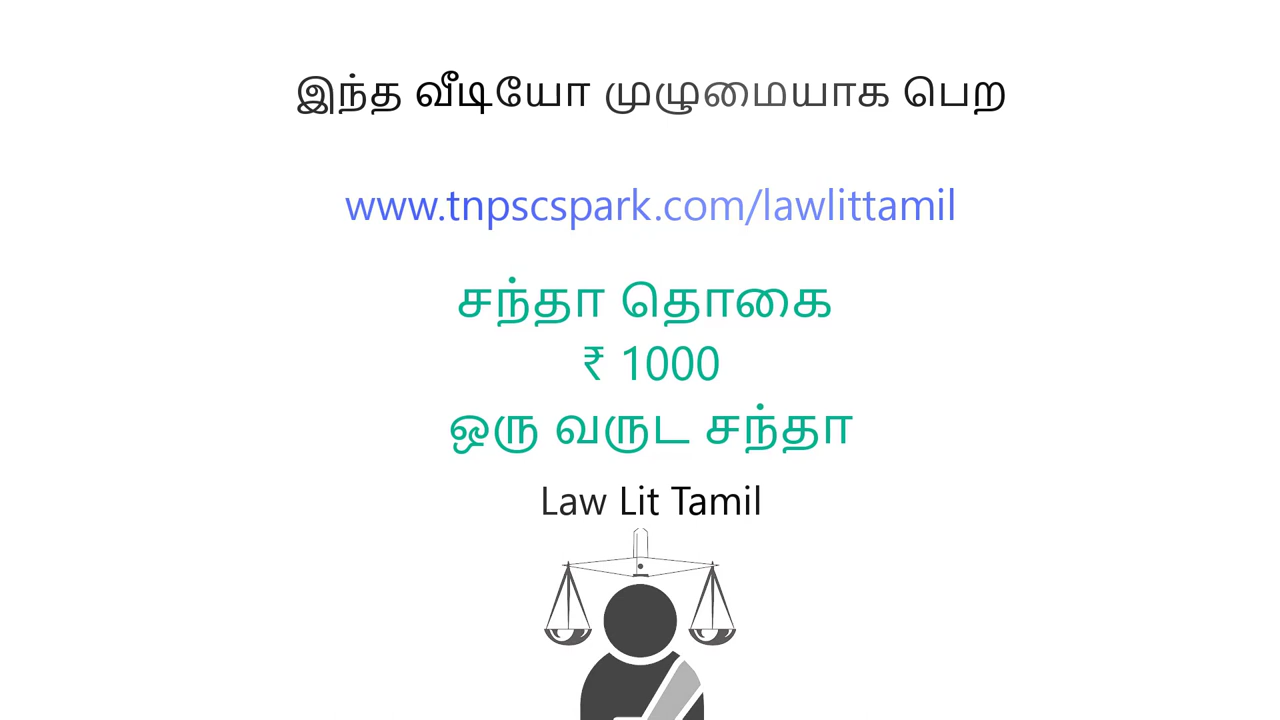 இந்த வீடியோ முழுமையாக பெற
www.tnpscspark.com/lawlittamil
சந்தா தொகை
₹ 1000
ஒரு வருட சந்தா
Law Lit Tamil